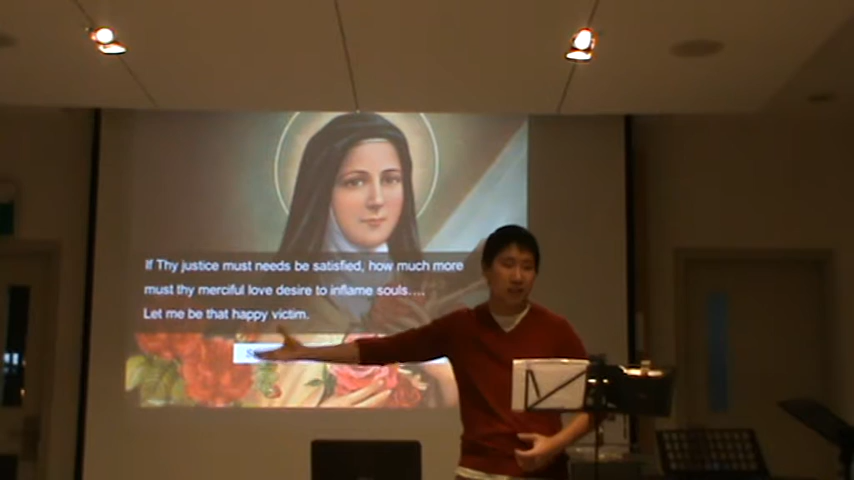 If Thy justice must needs be satisfied, how much more
must thy merciful love desire to inflame souls....
Let me be that happy victim.